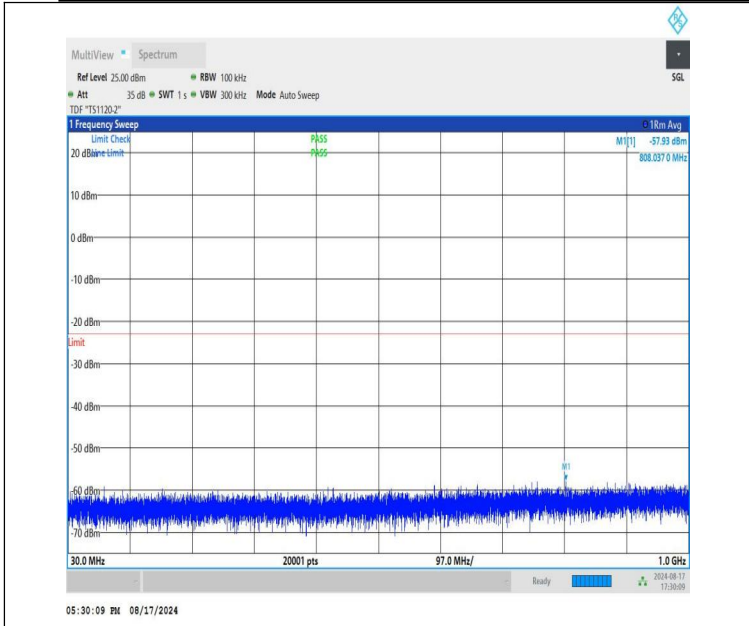 MultiView Spectrum
Ref Level 25.00 dBm RBW 100 kHz SGL
Att 35 dB SWT 1 s VBW 300 kHz Mode Auto Sweep
TDF "TS1120-2"
1 Frequency Sweep 1Rm Avg
Limit Check PASS M1[1] -57.93 dBm
20 dBm Line Limit PASS 808.037 0 MHz
10 dBm
0 dBm
-10 dBm
-20 dBm
Limit
-30 dBm
-40 dBm
-50 dBm
M1
-60 dBm
-70 dBm
30.0 MHz 20001 pts 97.0 MHz/ 1.0 GHz
Ready 2024-08-17
17:30:09
05:30:09 PM 08/17/2024